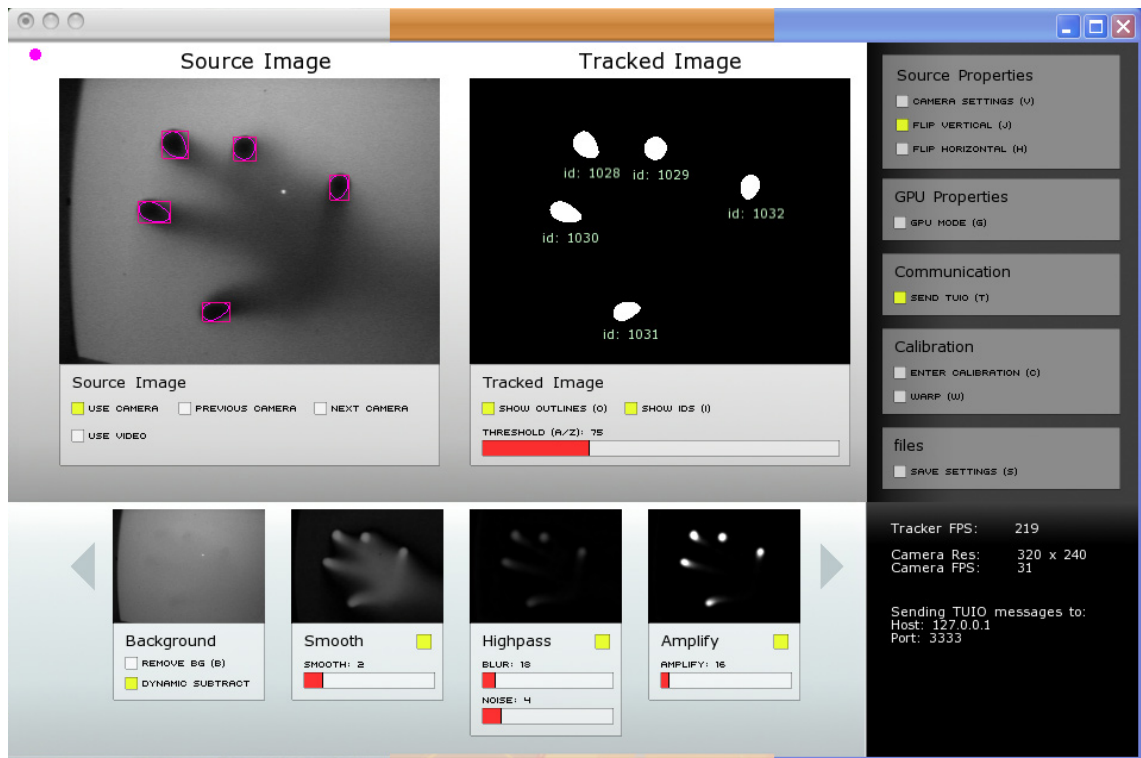 Source Image
Tracked Image
id: 1028
id: 1029
id: 1032
id: 1030
id: 1031
Source Image
USE CAMERA
PREVIOUS CAMERA
NEXT CAMERA
USE VIDEO
Tracked Image
SHOW OUTLINES (O)
SHOW IDS (I)
THRESHOLD (A/Z): 75
Source Properties
CAMERA SETTINGS (V)
FLIP VERTICAL (J)
FLIP HORIZONTAL (H)
GPU Properties
GPU MODE (G)
Communication
SEND TUIO (T)
Calibration
ENTER CALIBRATION (C)
WARP (W)
files
SAVE SETTINGS (S)
Background
REMOVE BG (B)
DYNAMIC SUBTRACT
Smooth
SMOOTH: 2
Highpass
BLUR: 18
NOISE: 4
Amplify
AMPLIFY: 16
Tracker FPS: 219
Camera Res: 320 x 240
Camera FPS: 31
Sending TUIO messages to:
Host: 127.0.0.1
Port: 3333